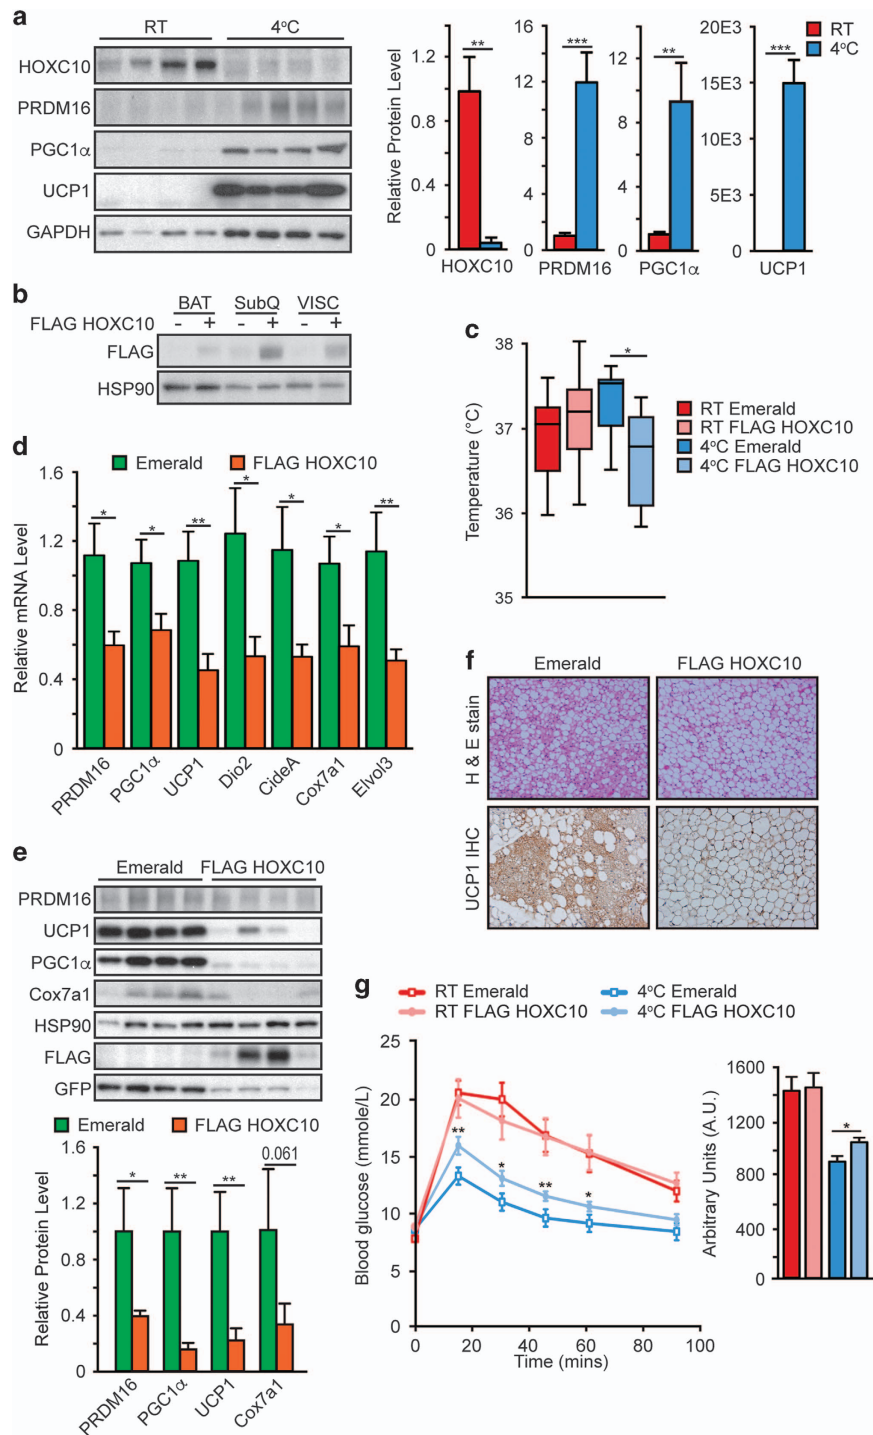 a
RT 4°C
HOXC10
PRDM16
PGC1α
UCP1
GAPDH
Relative Protein Level
1.2
0.8
0.4
0
**
HOXC10
16
12
8
4
0
***
PRDM16
12
8
4
0
**
PGC1α
20E3
15E3
10E3
5E3
0
***
UCP1
RT
4°C
b
BAT SubQ VISC
FLAG HOXC10 - + - + - +
FLAG
HSP90
c
Temperature (°C)
38
37
36
35
*
RT Emerald
RT FLAG HOXC10
4°C Emerald
4°C FLAG HOXC10
d
Emerald FLAG HOXC10
Relative mRNA Level
1.6
1.2
0.8
0.4
0
* * ** * * * **
PRDM16 PGC1α UCP1 Dio2 CideA Cox7a1 Elvol3
e
Emerald FLAG HOXC10
PRDM16
UCP1
PGC1α
Cox7a1
HSP90
FLAG
GFP
Emerald FLAG HOXC10
Relative Protein Level
1.6
1.2
0.8
0.4
0
* ** ** 0.061
PRDM16 PGC1α UCP1 Cox7a1
f
Emerald FLAG HOXC10
H & E stain
UCP1 IHC
g
RT Emerald 4°C Emerald
RT FLAG HOXC10 4°C FLAG HOXC10
Blood glucose (mmole/L)
25
20
15
10
5
0
** * ** *
0 20 40 60 80 100
Time (mins)
Arbitrary Units (A.U.)
1600
1200
800
400
0
*